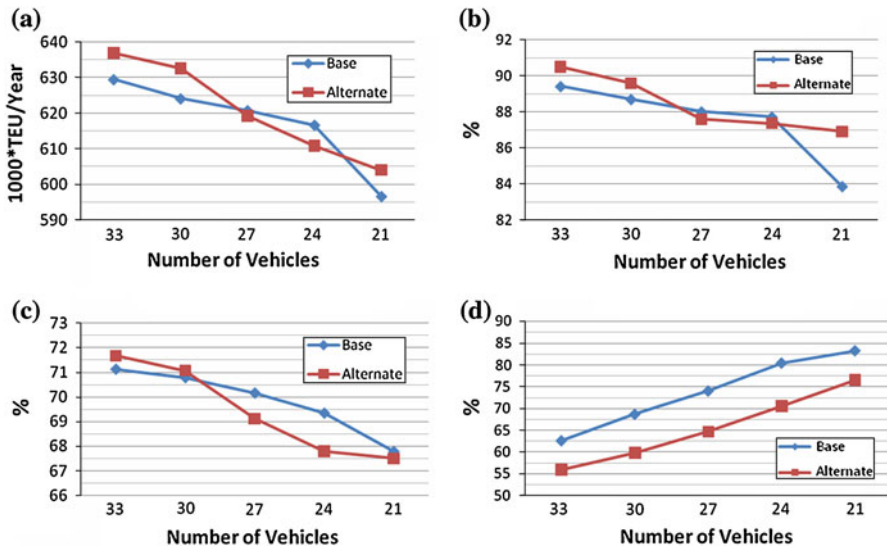 (a)
640
630
620
610
600
590
1000*TEU/Year
Base
Alternate
33 30 27 24 21
Number of Vehicles
(b)
92
90
88
86
84
82
%
Base
Alternate
33 30 27 24 21
Number of Vehicles
(c)
73
72
71
70
69
68
67
66
%
Base
Alternate
33 30 27 24 21
Number of Vehicles
(d)
90
85
80
75
70
65
60
55
50
%
Base
Alternate
33 30 27 24 21
Number of Vehicles